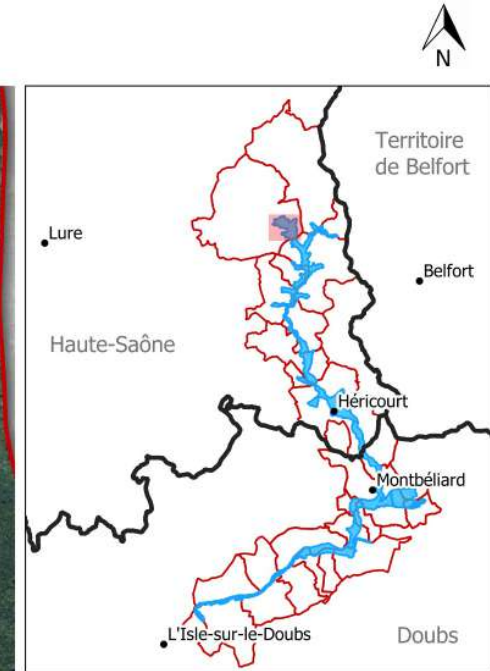 N
Territoire
de Belfort
Lure
Belfort
Haute-Saône
Héricourt
Montbéliard
L'Isle-sur-le-Doubs
Doubs